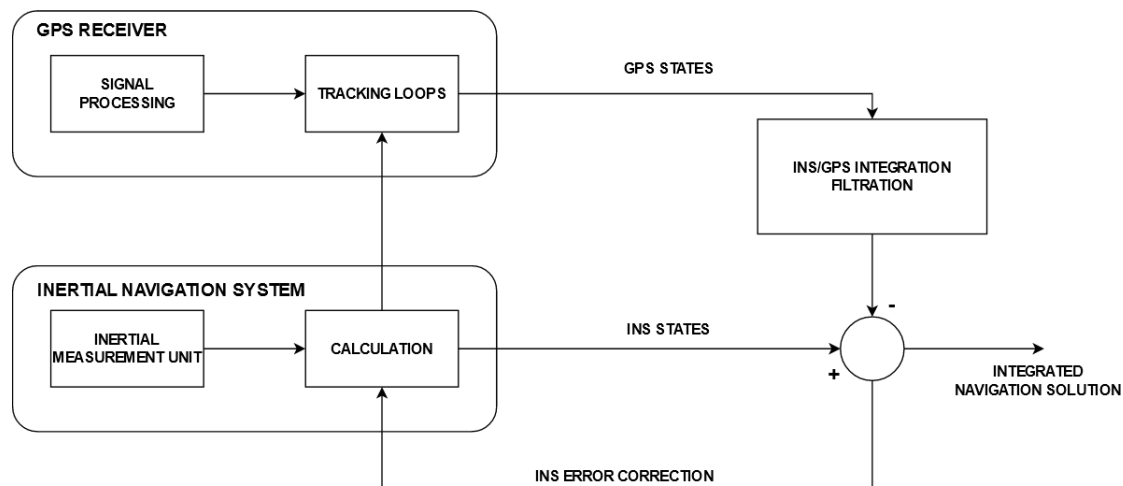 GPS RECEIVER
SIGNAL
PROCESSING
TRACKING LOOPS
GPS STATES
INS/GPS INTEGRATION
FILTRATION
INERTIAL NAVIGATION SYSTEM
INERTIAL
MEASUREMENT UNIT
CALCULATION
INS STATES
-
+
INTEGRATED
NAVIGATION SOLUTION
INS ERROR CORRECTION